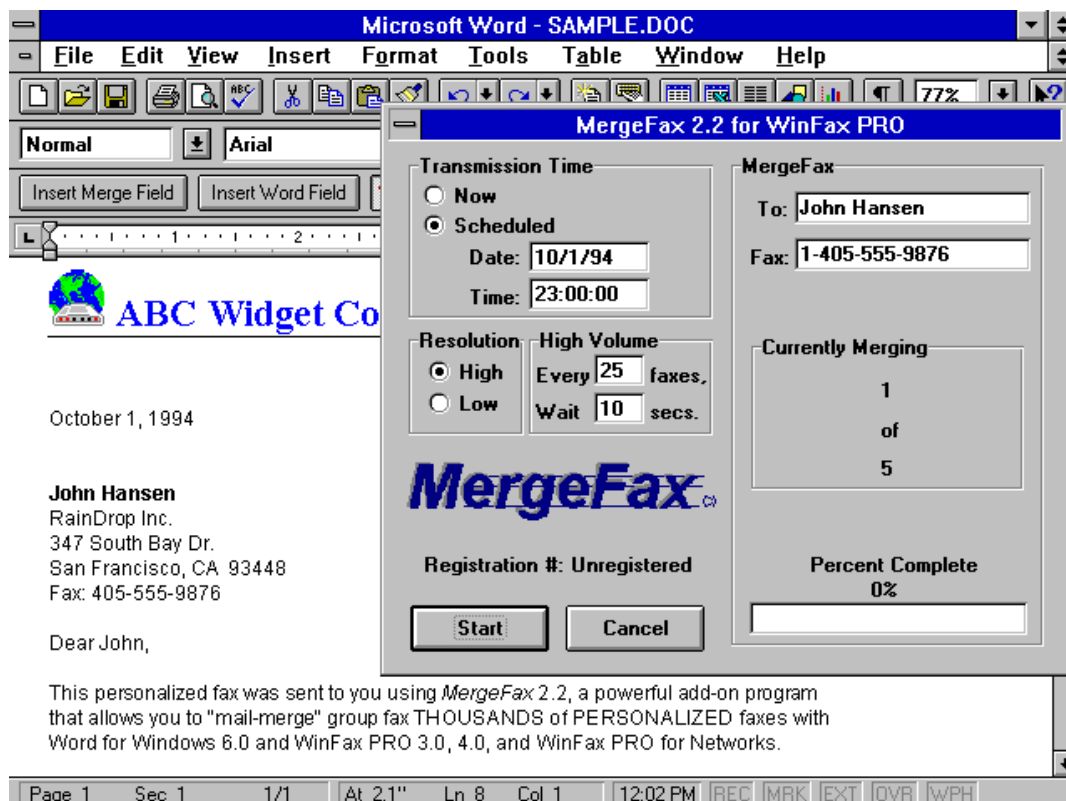 Microsoft Word - SAMPLE.DOC
File Edit View Insert Format Tools Table Window Help
ABC
77%
Normal
Arial
Insert Merge Field
Insert Word Field
1 2
MergeFax 2.2 for WinFax PRO
Transmission Time
Now
Scheduled
Date: 10/1/94
Time: 23:00:00
Resolution
High
Low
High Volume
Every 25 faxes,
Wait 10 secs.
MergeFax
Registration #: Unregistered
Start
Cancel
MergeFax
To: John Hansen
Fax: 1-405-555-9876
Currently Merging
1
of
5
Percent Complete
0%
ABC Widget Co
October 1, 1994
John Hansen
RainDrop Inc.
347 South Bay Dr.
San Francisco, CA 93448
Fax: 405-555-9876
Dear John,
This personalized fax was sent to you using MergeFax 2.2, a powerful add-on program
that allows you to "mail-merge" group fax THOUSANDS of PERSONALIZED faxes with
Word for Windows 6.0 and WinFax PRO 3.0, 4.0, and WinFax PRO for Networks.
Page 1 Sec 1 1/1 At 2.1" Ln 8 Col 1 12:02 PM REC MRK EXT OVR WPH